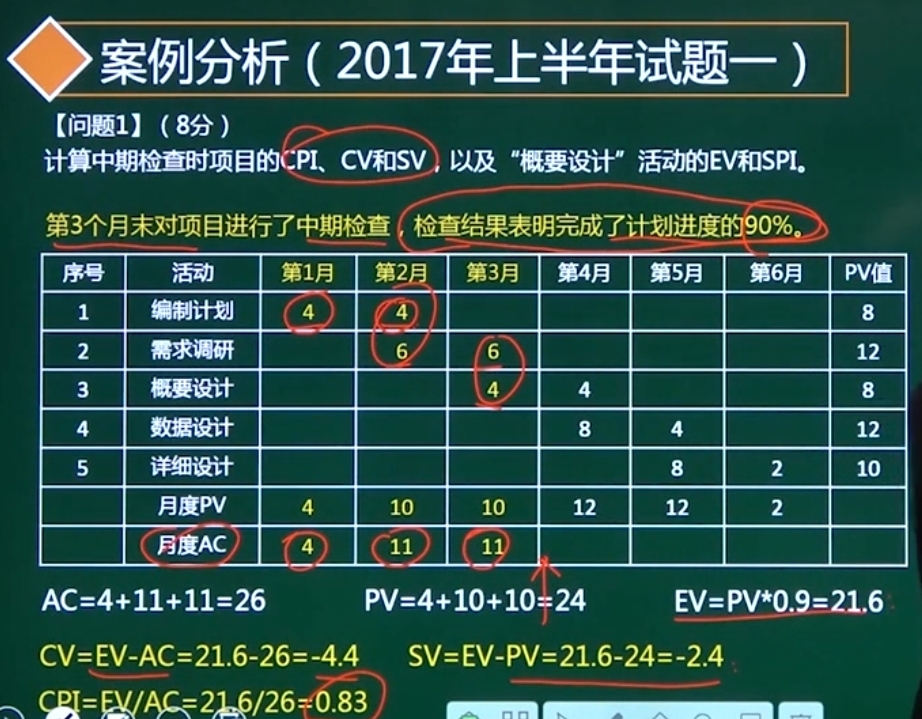 案例分析（2017年上半年试题一）
【问题1】（8分）
计算中期检查时项目的CPI、CV和SV，以及“概要设计”活动的EV和SPI。
第3个月末对项目进行了中期检查，检查结果表明完成了计划进度的90%。
序号 活动 第1月 第2月 第3月 第4月 第5月 第6月 PV值
1 编制计划 4 4 8
2 需求调研 6 6 12
3 概要设计 4 4 8
4 数据设计 8 4 12
5 详细设计 8 2 10
月度PV 4 10 10 12 12 2
月度AC 4 11 11
AC=4+11+11=26 PV=4+10+10=24 EV=PV*0.9=21.6
CV=EV-AC=21.6-26=-4.4 SV=EV-PV=21.6-24=-2.4
CPI=EV/AC=21.6/26=0.83